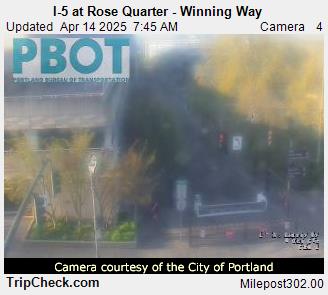 I-5 at Rose Quarter - Winning Way
Updated Apr 14 2025 7:45 AM Camera 4
PBOT
PORTLAND BUREAU OF TRANSPORTATION
Camera courtesy of the City of Portland
TripCheck.com Milepost302.00